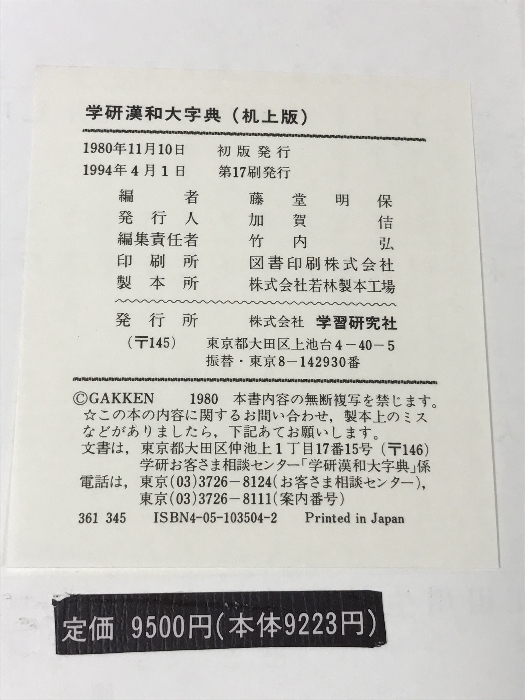 学研漢和大字典（机上版）
1980年11月10日　初版発行
1994年4月1日　第17刷発行
編者　藤堂明保
発行人　加賀佶
編集責任者　竹内弘
印刷所　図書印刷株式会社
製本所　株式会社若林製本工場
発行所　株式会社 学習研究社
（〒145）　東京都大田区上池台4－40－5
振替・東京8－142930番
©GAKKEN　1980　本書内容の無断複写を禁じます。
☆この本の内容に関するお問い合わせ，製本上のミス
などがありましたら，下記あてお願いします。
文書は，東京都大田区仲池上1丁目17番15号（〒146）
学研お客さま相談センター「学研漢和大字典」係
電話は，東京（03）3726－8124（お客さま相談センター），
東京（03）3726－8111（案内番号）
361 345　ISBN4-05-103504-2　Printed in Japan
定価 9500円（本体9223円）